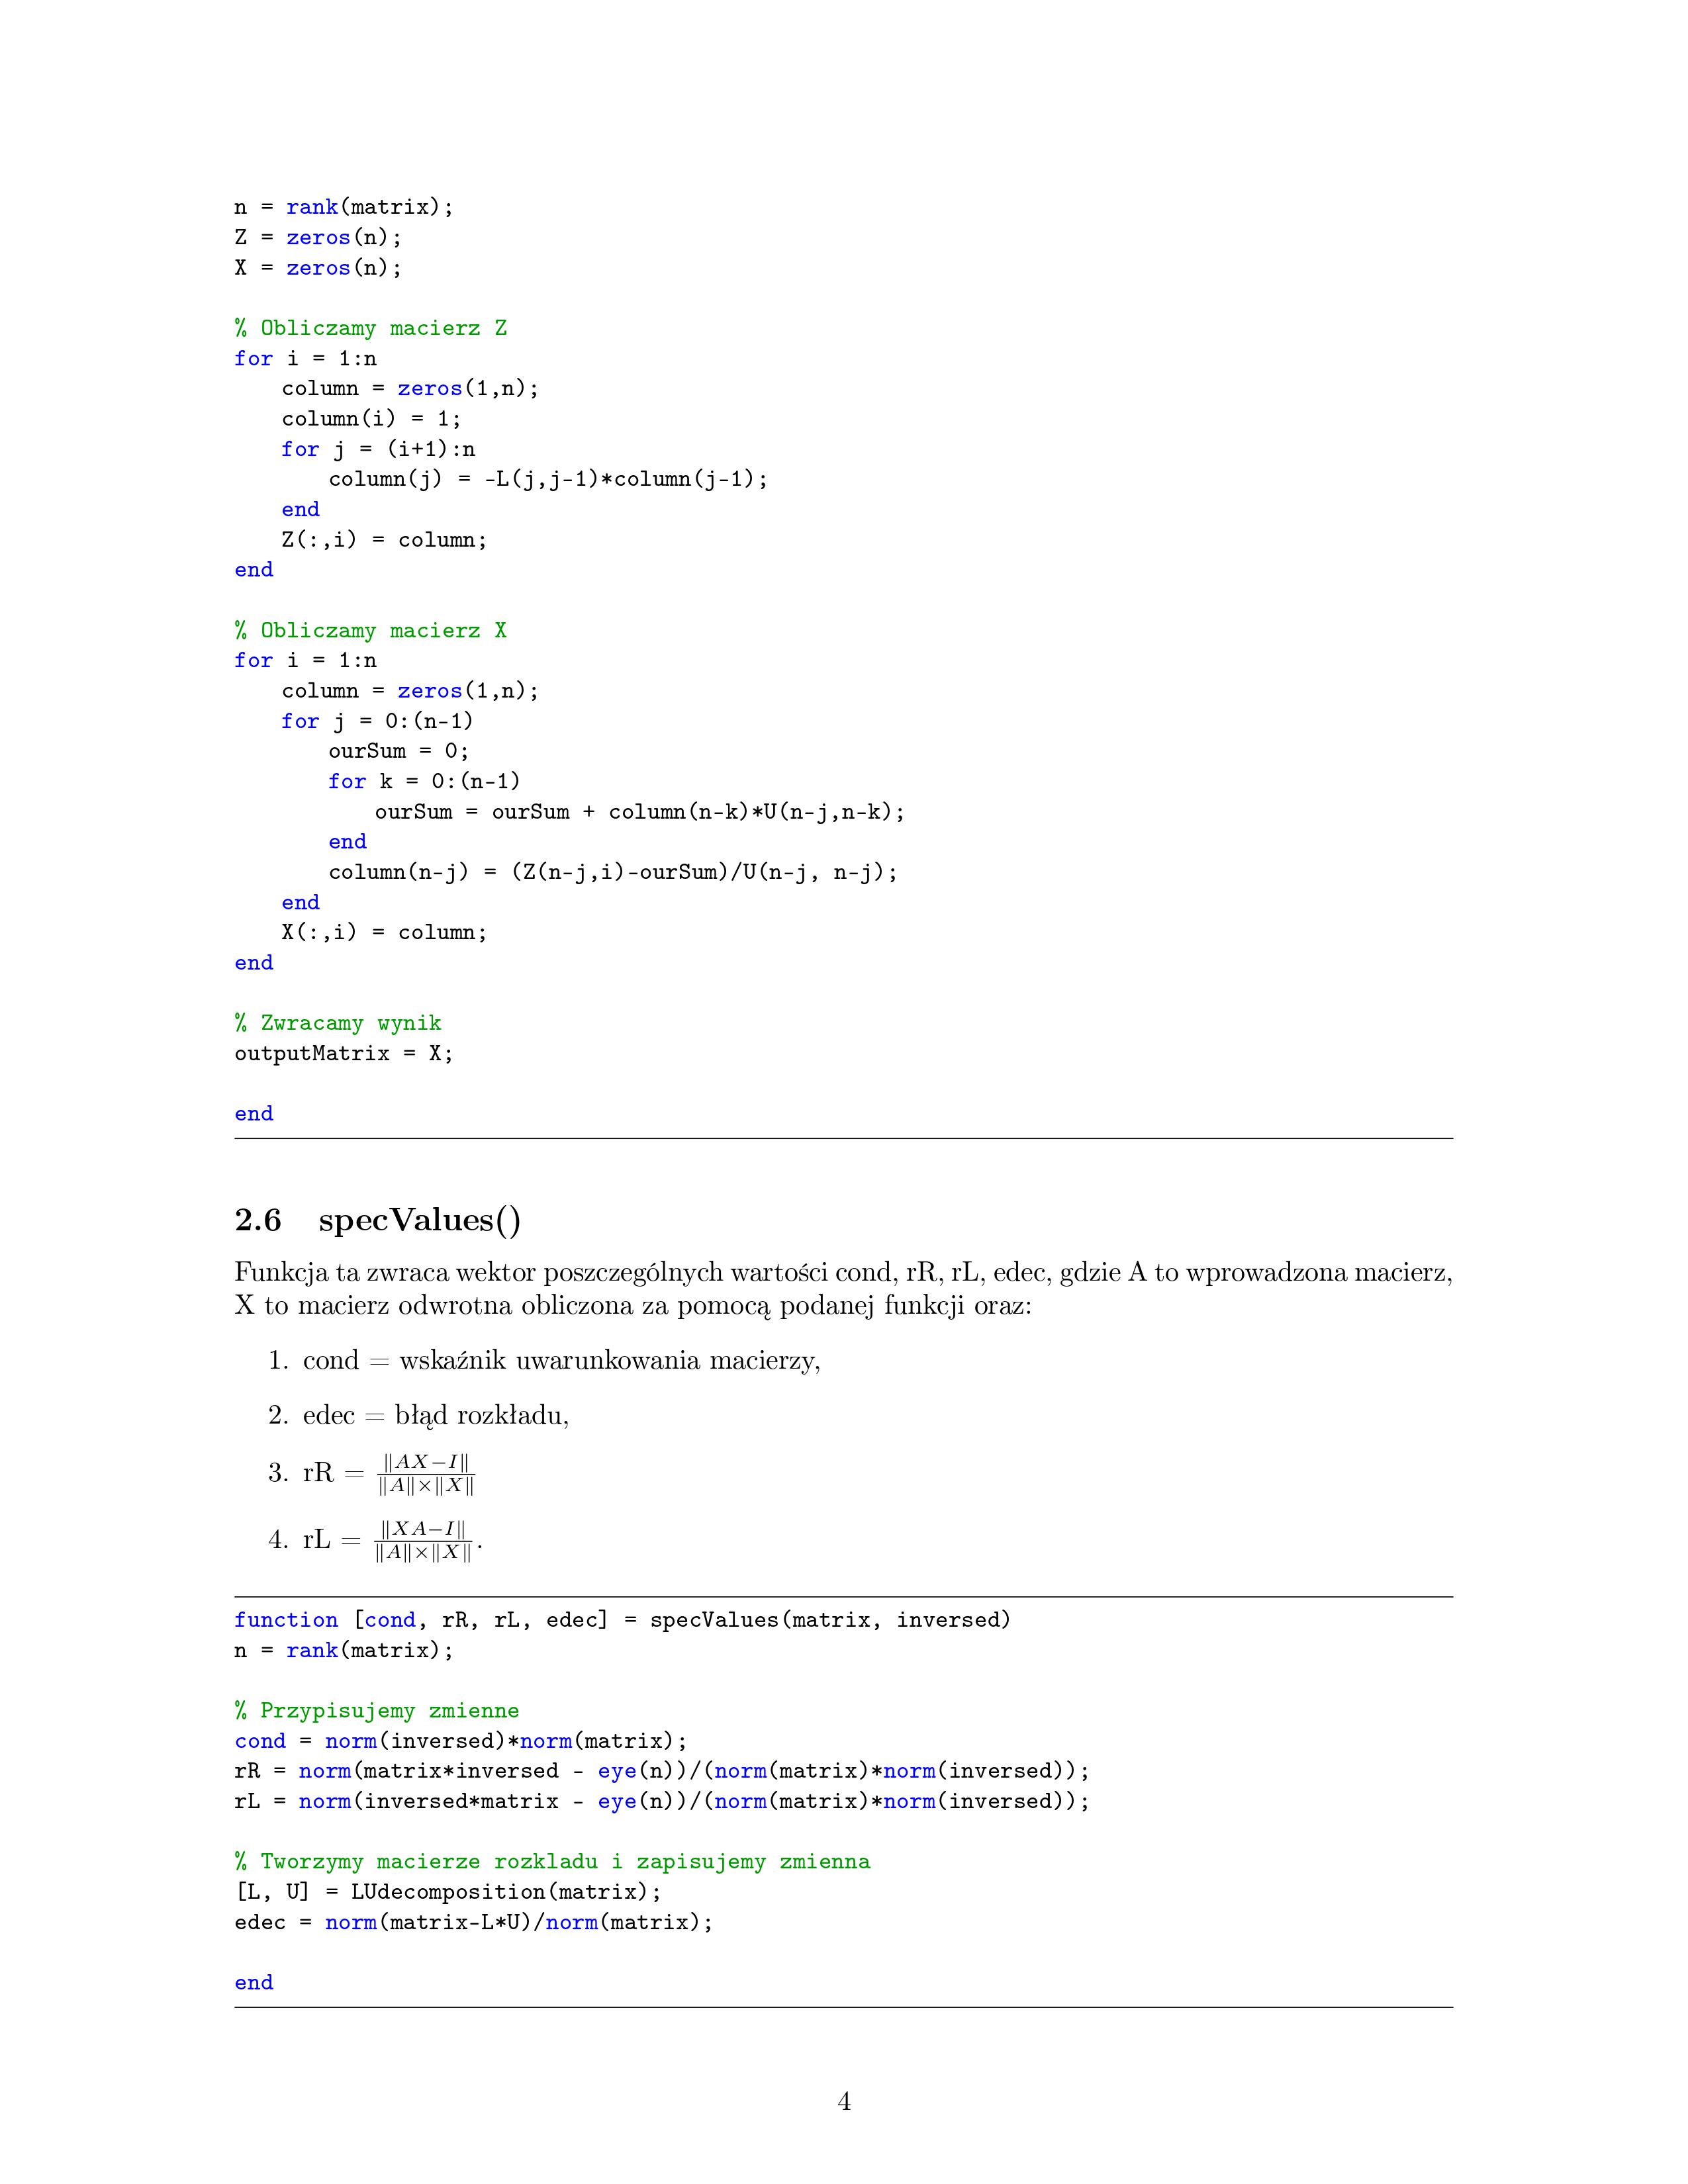 n = rank(matrix);
Z = zeros(n);
X = zeros(n);

% Obliczamy macierz Z
for i = 1:n
    column = zeros(1,n);
    column(i) = 1;
    for j = (i+1):n
        column(j) = -L(j,j-1)*column(j-1);
    end
    Z(:,i) = column;
end

% Obliczamy macierz X
for i = 1:n
    column = zeros(1,n);
    for j = 0:(n-1)
        ourSum = 0;
        for k = 0:(n-1)
            ourSum = ourSum + column(n-k)*U(n-j,n-k);
        end
        column(n-j) = (Z(n-j,i)-ourSum)/U(n-j, n-j);
    end
    X(:,i) = column;
end

% Zwracamy wynik
outputMatrix = X;

end

2.6 specValues()
Funkcja ta zwraca wektor poszczególnych wartości cond, rR, rL, edec, gdzie A to wprowadzona macierz,
X to macierz odwrotna obliczona za pomocą podanej funkcji oraz:
1. cond = wskaźnik uwarunkowania macierzy,
2. edec = błąd rozkładu,
3. rR = \frac{\|AX-I\|}{\|A\|\times\|X\|}
4. rL = \frac{\|XA-I\|}{\|A\|\times\|X\|}.

function [cond, rR, rL, edec] = specValues(matrix, inversed)
n = rank(matrix);

% Przypisujemy zmienne
cond = norm(inversed)*norm(matrix);
rR = norm(matrix*inversed - eye(n))/(norm(matrix)*norm(inversed));
rL = norm(inversed*matrix - eye(n))/(norm(matrix)*norm(inversed));

% Tworzymy macierze rozkladu i zapisujemy zmienna
[L, U] = LUdecomposition(matrix);
edec = norm(matrix-L*U)/norm(matrix);

end

4